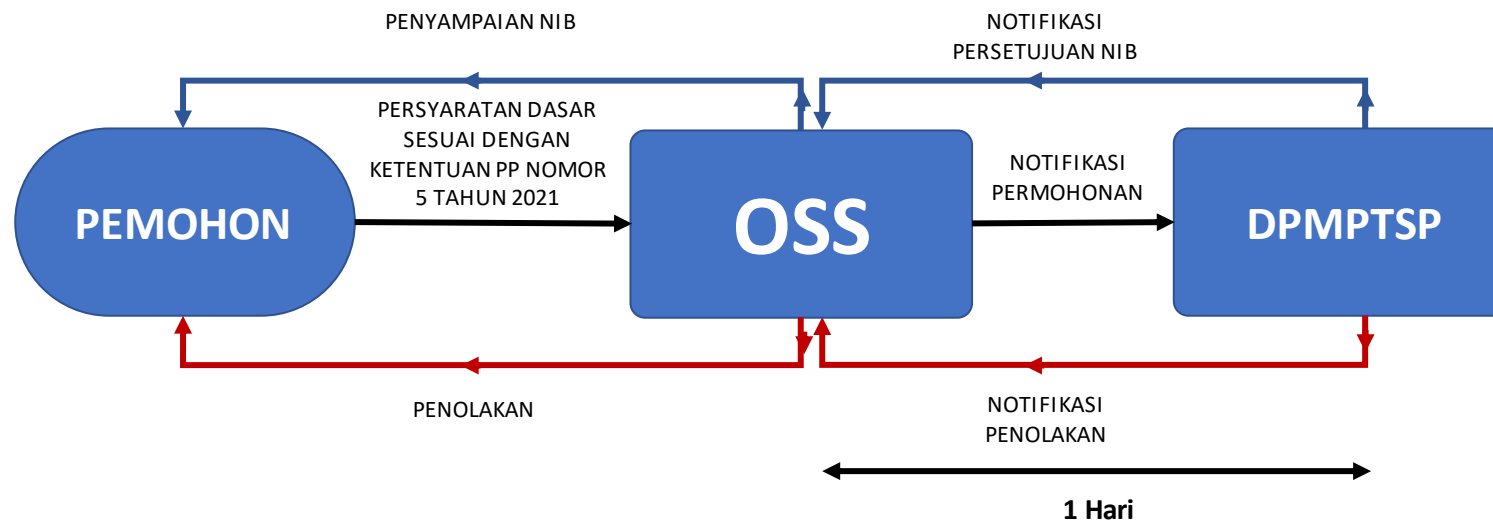 PENYAMPAIAN NIB
NOTIFIKASI
PERSETUJUAN NIB
PERSYARATAN DASAR
SESUAI DENGAN
KETENTUAN PP NOMOR
5 TAHUN 2021
NOTIFIKASI
PERMOHONAN
PEMOHON
OSS
DPMPTSP
PENOLAKAN
NOTIFIKASI
PENOLAKAN
1 Hari